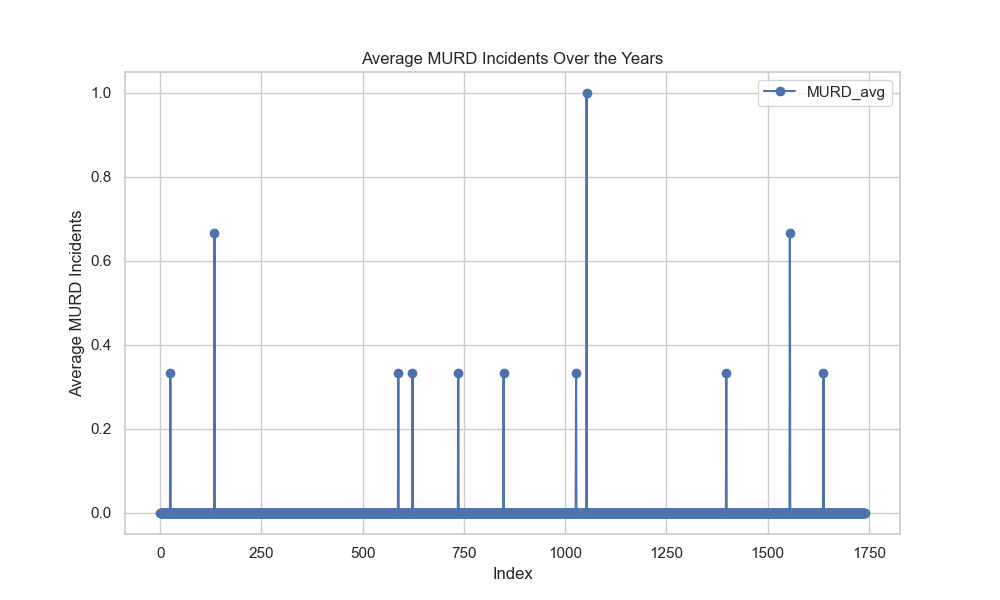 Average MURD Incidents Over the Years
MURD_avg
Average MURD Incidents
1.0
0.8
0.6
0.4
0.2
0.0
0 250 500 750 1000 1250 1500 1750
Index